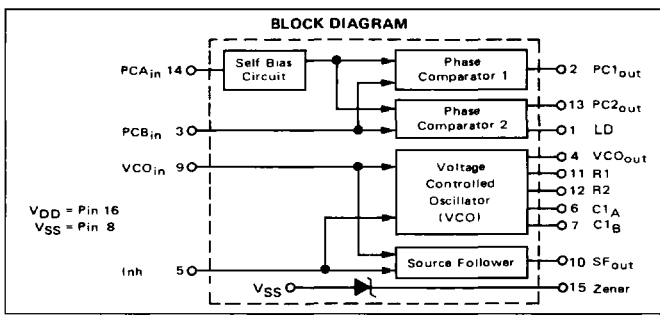 BLOCK DIAGRAM
PCAin 14
Self Bias
Circuit
Phase
Comparator 1
2 PC1out
PCBin 3
Phase
Comparator 2
13 PC2out
1 LD
VCOin 9
Voltage
Controlled
Oscillator
(VCO)
4 VCOout
11 R1
12 R2
6 C1A
7 C1B
VDD = Pin 16
VSS = Pin 8
Inh 5
Source Follower
10 SFout
VSS
15 Zener